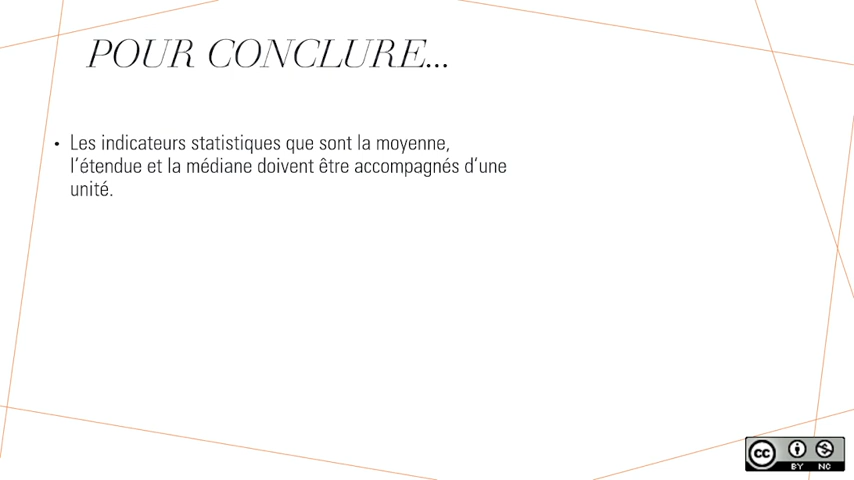 POUR CONCLURE...
• Les indicateurs statistiques que sont la moyenne,
l'étendue et la médiane doivent être accompagnés d'une
unité.
cc
BY NC